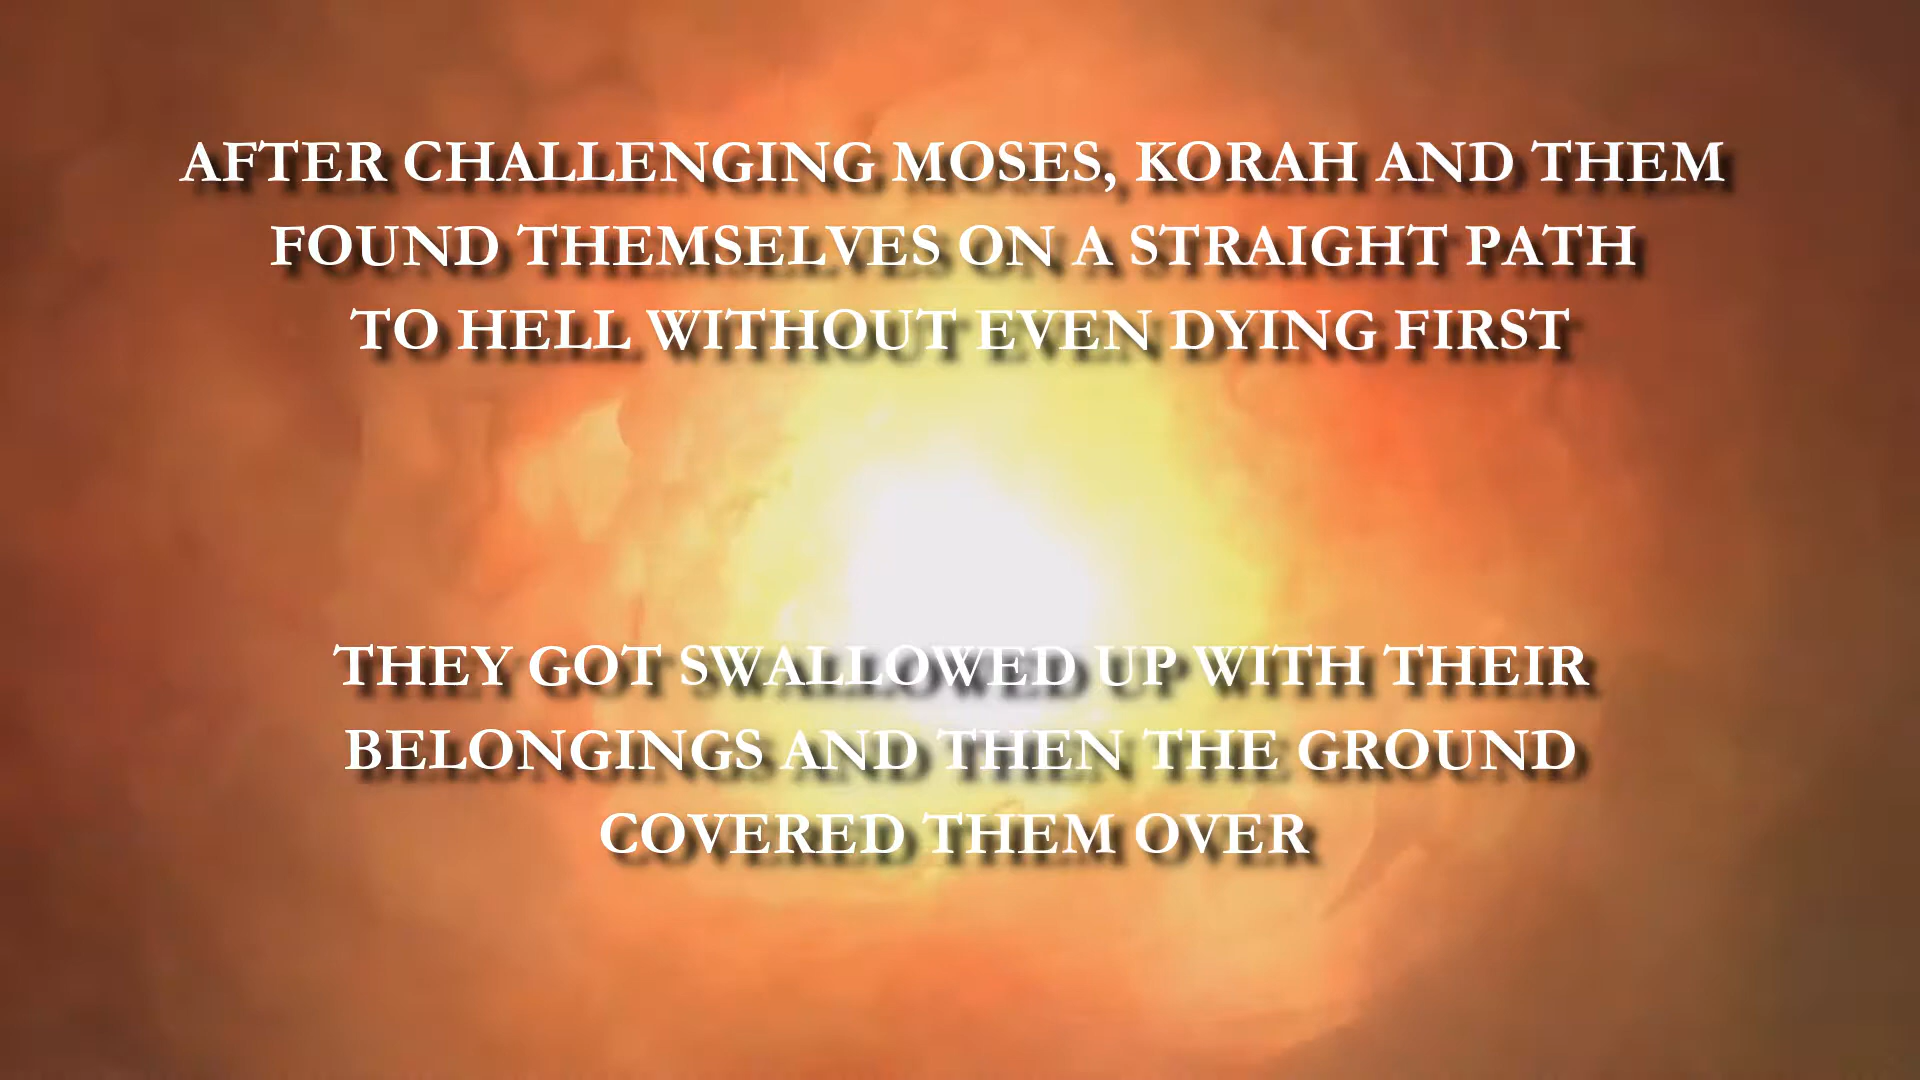 AFTER CHALLENGING MOSES, KORAH AND THEM
FOUND THEMSELVES ON A STRAIGHT PATH
TO HELL WITHOUT EVEN DYING FIRST
THEY GOT SWALLOWED UP WITH THEIR
BELONGINGS AND THEN THE GROUND
COVERED THEM OVER